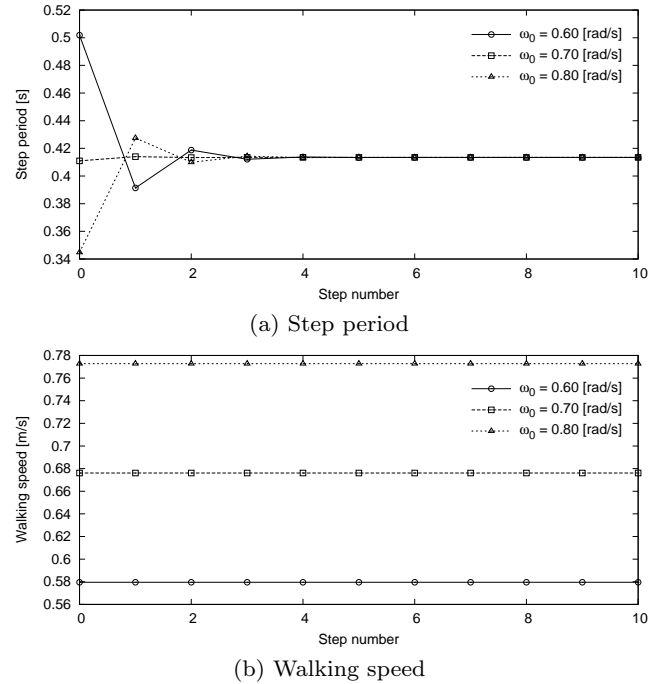 0.52
0.5
0.48
0.46
0.44
0.42
0.4
0.38
0.36
0.34
Step period [s]
ω0 = 0.60 [rad/s]
ω0 = 0.70 [rad/s]
ω0 = 0.80 [rad/s]
0 2 4 6 8 10
Step number
(a) Step period
0.78
0.76
0.74
0.72
0.7
0.68
0.66
0.64
0.62
0.6
0.58
0.56
Walking speed [m/s]
ω0 = 0.60 [rad/s]
ω0 = 0.70 [rad/s]
ω0 = 0.80 [rad/s]
0 2 4 6 8 10
Step number
(b) Walking speed